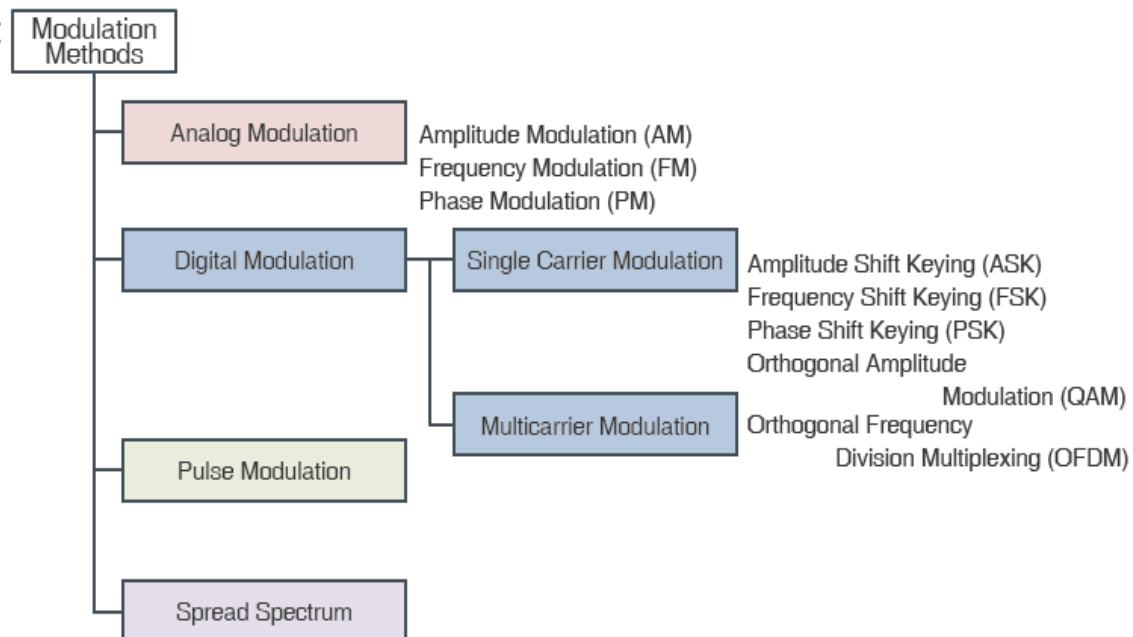 Modulation
Methods
Analog Modulation
Amplitude Modulation (AM)
Frequency Modulation (FM)
Phase Modulation (PM)
Digital Modulation
Single Carrier Modulation
Amplitude Shift Keying (ASK)
Frequency Shift Keying (FSK)
Phase Shift Keying (PSK)
Orthogonal Amplitude
Modulation (QAM)
Multicarrier Modulation
Orthogonal Frequency
Division Multiplexing (OFDM)
Pulse Modulation
Spread Spectrum